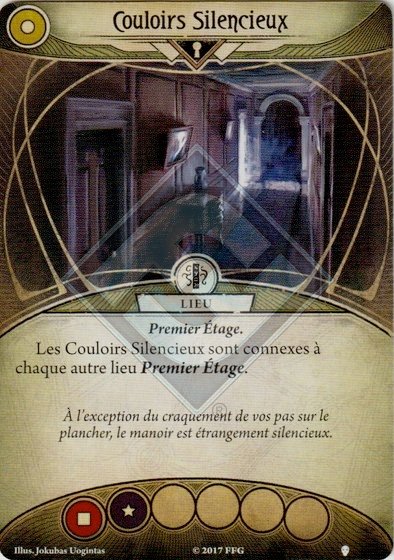 Couloirs Silencieux
LIEU
Premier Étage.
Les Couloirs Silencieux sont connexes à
chaque autre lieu Premier Étage.
À l'exception du craquement de vos pas sur le
plancher, le manoir est étrangement silencieux.
Illus. Jokubas Uogintas
© 2017 FFG
®